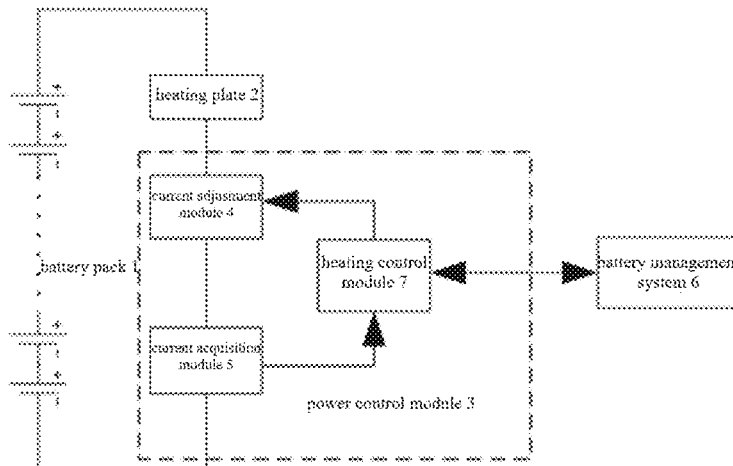 heating plate 2
current adjustment
module 4
battery pack 1
heating control
module 7
battery management
system 6
current acquisition
module 5
power control module 3